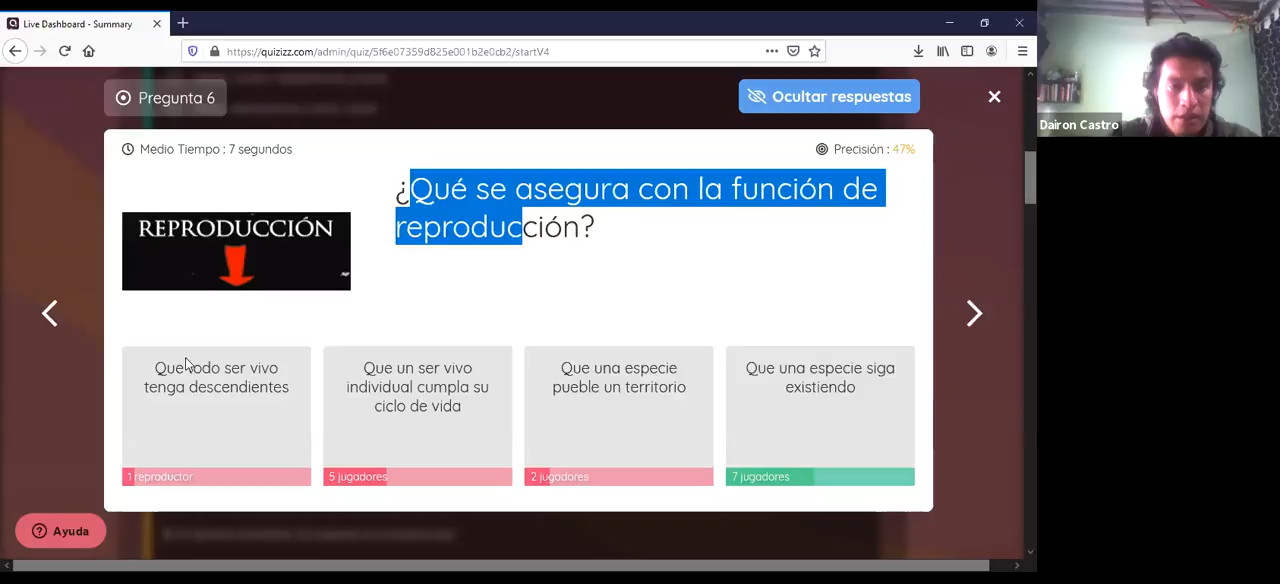 Live Dashboard - Summary
https://quizizz.com/admin/quiz/5f6e07359d825e001b2e0cb2/startV4
Pregunta 6
Ocultar respuestas
Medio Tiempo : 7 segundos
Precisión : 47%
¿Qué se asegura con la función de
reproducción?
REPRODUCCIÓN
Que todo ser vivo
tenga descendientes
1 reproductor
Que un ser vivo
individual cumpla su
ciclo de vida
5 jugadores
Que una especie
pueble un territorio
2 jugadores
Que una especie siga
existiendo
7 jugadores
Ayuda
Dairon Castro